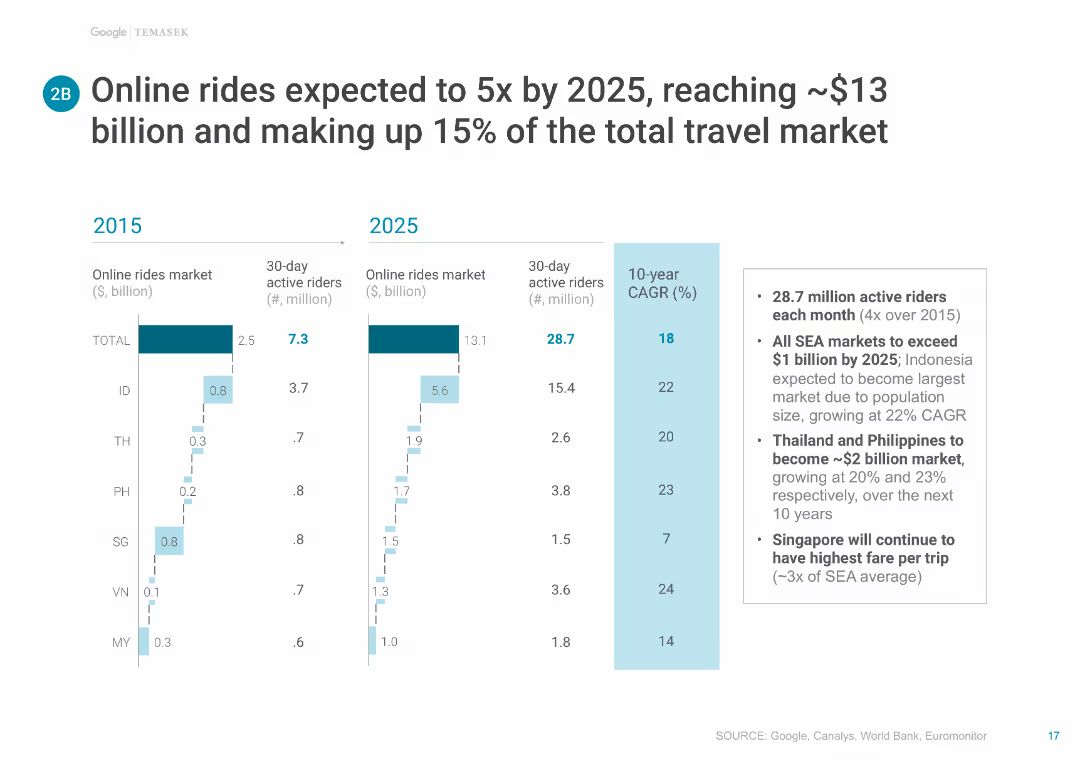 Google | TEMASEK
2B
Online rides expected to 5x by 2025, reaching ~$13
billion and making up 15% of the total travel market
2015
2025
Online rides market
($, billion)
30-day
active riders
(#, million)
Online rides market
($, billion)
30-day
active riders
(#, million)
10-year
CAGR (%)
TOTAL 2.5 7.3 13.1 28.7 18
ID 0.8 3.7 5.6 15.4 22
TH 0.3 .7 1.9 2.6 20
PH 0.2 .8 1.7 3.8 23
SG 0.8 .8 1.5 1.5 7
VN 0.1 .7 1.3 3.6 24
MY 0.3 .6 1.0 1.8 14
• 28.7 million active riders
each month (4x over 2015)
• All SEA markets to exceed
$1 billion by 2025; Indonesia
expected to become largest
market due to population
size, growing at 22% CAGR
• Thailand and Philippines to
become ~$2 billion market,
growing at 20% and 23%
respectively, over the next
10 years
• Singapore will continue to
have highest fare per trip
(~3x of SEA average)
SOURCE: Google, Canalys, World Bank, Euromonitor
17